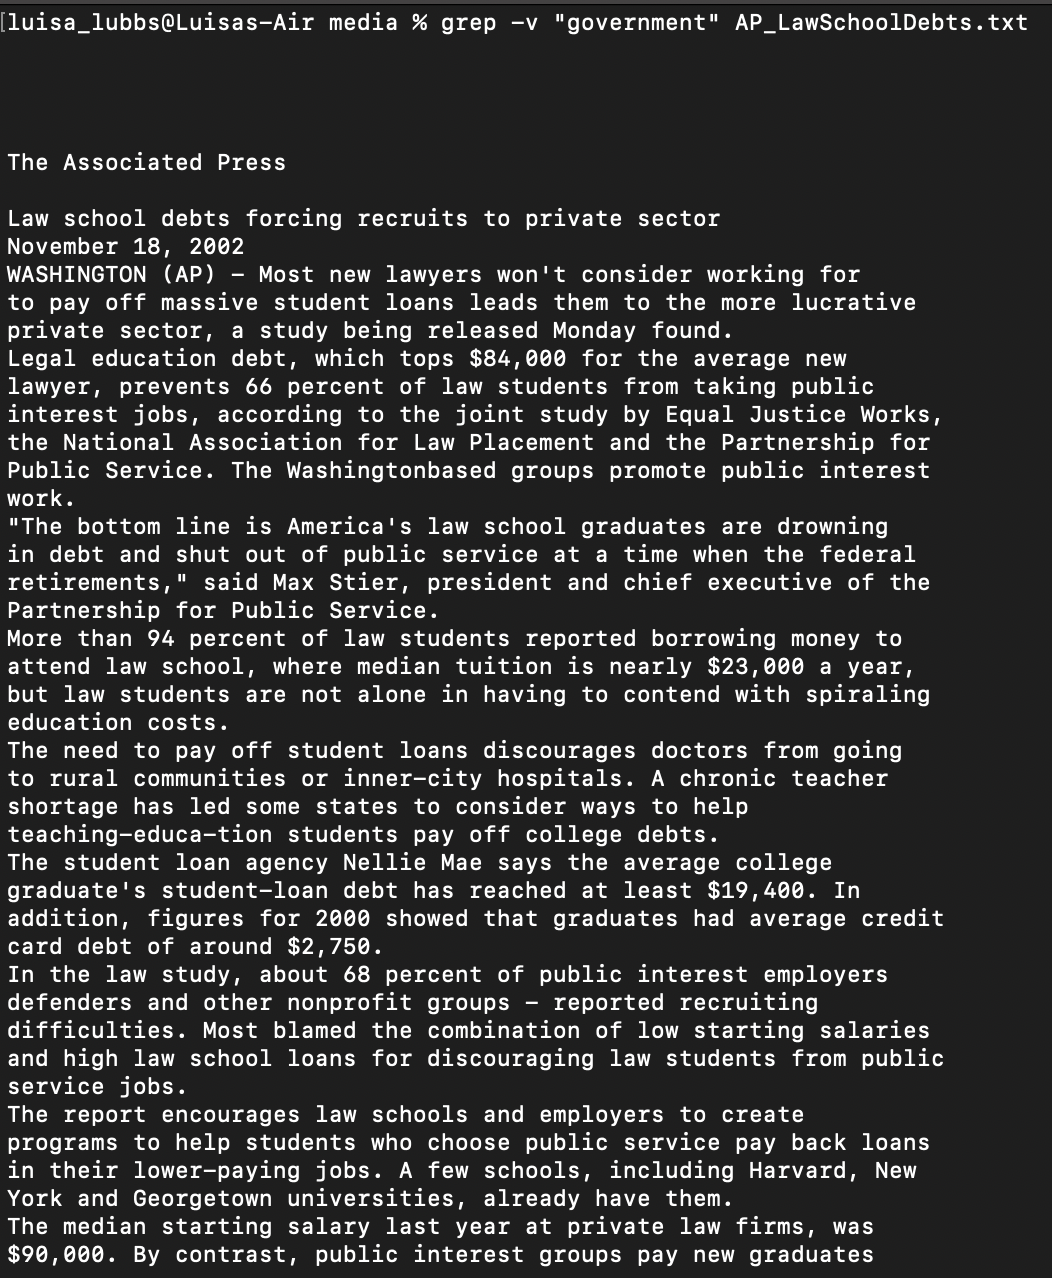 [luisa_lubbs@Luisas-Air media % grep -v "government" AP_LawSchoolDebts.txt
The Associated Press
Law school debts forcing recruits to private sector
November 18, 2002
WASHINGTON (AP) - Most new lawyers won't consider working for
to pay off massive student loans leads them to the more lucrative
private sector, a study being released Monday found.
Legal education debt, which tops $84,000 for the average new
lawyer, prevents 66 percent of law students from taking public
interest jobs, according to the joint study by Equal Justice Works,
the National Association for Law Placement and the Partnership for
Public Service. The Washingtonbased groups promote public interest
work.
"The bottom line is America's law school graduates are drowning
in debt and shut out of public service at a time when the federal
retirements," said Max Stier, president and chief executive of the
Partnership for Public Service.
More than 94 percent of law students reported borrowing money to
attend law school, where median tuition is nearly $23,000 a year,
but law students are not alone in having to contend with spiraling
education costs.
The need to pay off student loans discourages doctors from going
to rural communities or inner-city hospitals. A chronic teacher
shortage has led some states to consider ways to help
teaching-educa-tion students pay off college debts.
The student loan agency Nellie Mae says the average college
graduate's student-loan debt has reached at least $19,400. In
addition, figures for 2000 showed that graduates had average credit
card debt of around $2,750.
In the law study, about 68 percent of public interest employers
defenders and other nonprofit groups - reported recruiting
difficulties. Most blamed the combination of low starting salaries
and high law school loans for discouraging law students from public
service jobs.
The report encourages law schools and employers to create
programs to help students who choose public service pay back loans
in their lower-paying jobs. A few schools, including Harvard, New
York and Georgetown universities, already have them.
The median starting salary last year at private law firms, was
$90,000. By contrast, public interest groups pay new graduates